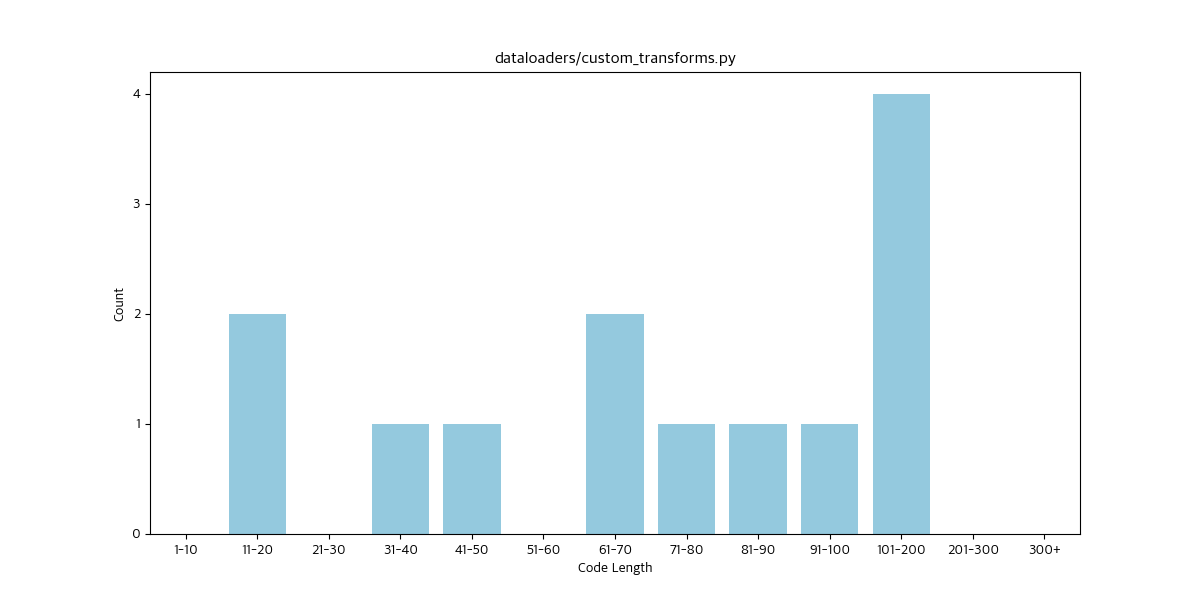 dataloaders/custom_transforms.py
4
3
2
1
0
Count
1-10 11-20 21-30 31-40 41-50 51-60 61-70 71-80 81-90 91-100 101-200 201-300 300+
Code Length